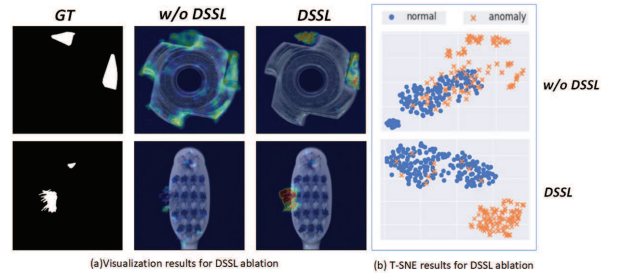 GT w/o DSSL DSSL
normal anomaly
w/o DSSL
DSSL
(a)Visualization results for DSSL ablation
(b) T-SNE results for DSSL ablation